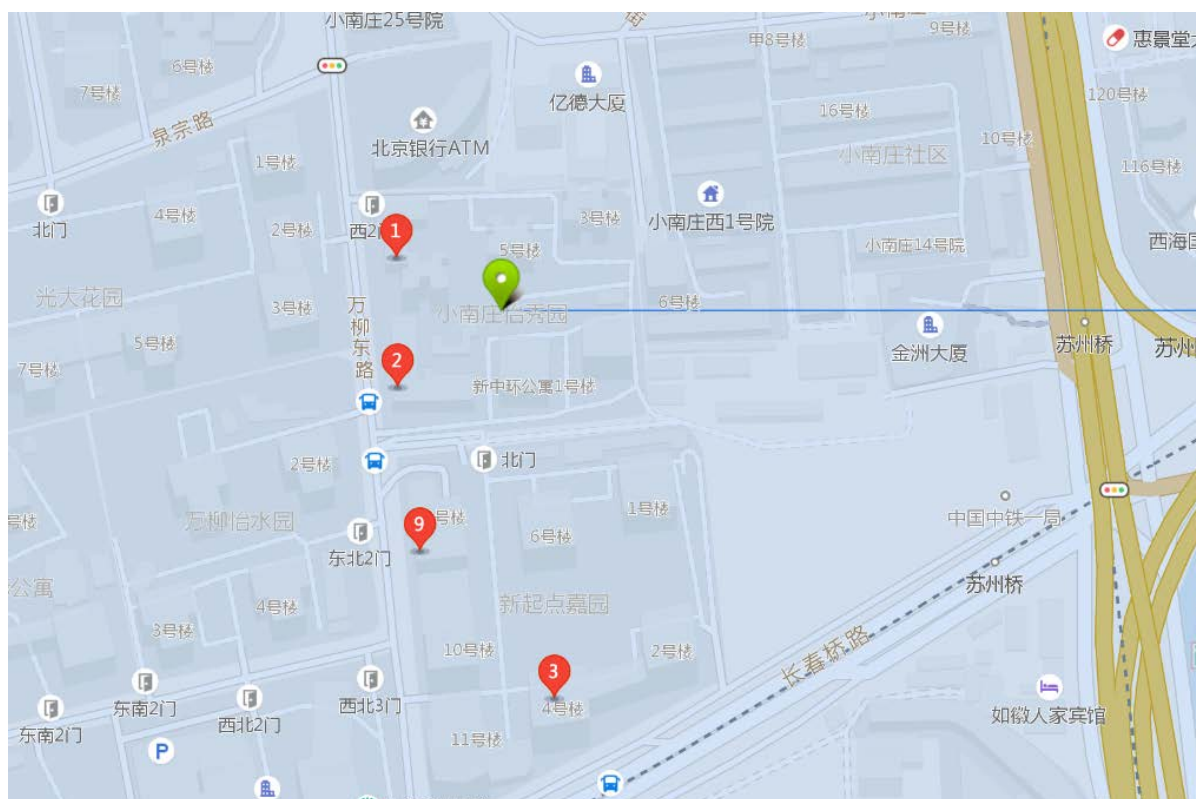 小南庄25号院
甲8号楼
9号楼
惠景堂
6号楼
7号楼
亿德大厦
120号楼
泉宗路
16号楼
北京银行ATM
10号楼
小南庄社区
1号楼
116号楼
北门
4号楼
西2
3号楼
小南庄西1号院
2号楼
1
5号楼
小南庄14号院
光大花园
3号楼
万柳东路
小南庄怡秀园
6号楼
5号楼
金洲大厦
苏州桥
苏州
7号楼
2
新中环公寓1号楼
北门
2号楼
1号楼
号楼
万柳怡水园
9
号楼
6号楼
中国中铁一局
东北2门
苏州桥
公寓
4号楼
新起点嘉园
3号楼
10号楼
2号楼
长春桥路
3
东南2门
西北2门
西北3门
4号楼
如徽人家宾馆
东南2门
11号楼
P